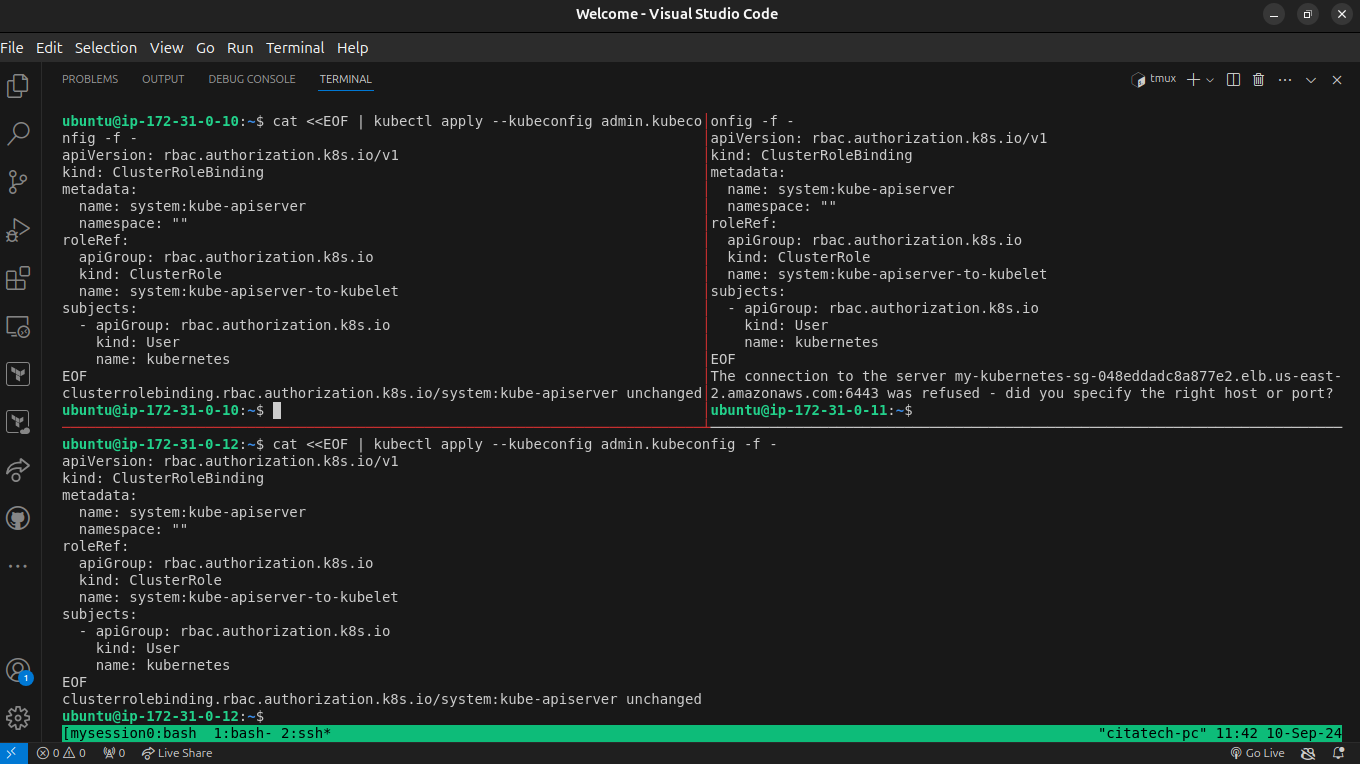 Welcome - Visual Studio Code
File Edit Selection View Go Run Terminal Help
PROBLEMS OUTPUT DEBUG CONSOLE TERMINAL
tmux
ubuntu@ip-172-31-0-10:~$ cat <<EOF | kubectl apply --kubeconfig admin.kubeco
nfig -f -
apiVersion: rbac.authorization.k8s.io/v1
kind: ClusterRoleBinding
metadata:
  name: system:kube-apiserver
  namespace: ""
roleRef:
  apiGroup: rbac.authorization.k8s.io
  kind: ClusterRole
  name: system:kube-apiserver-to-kubelet
subjects:
  - apiGroup: rbac.authorization.k8s.io
    kind: User
    name: kubernetes
EOF
clusterrolebinding.rbac.authorization.k8s.io/system:kube-apiserver unchanged
ubuntu@ip-172-31-0-10:~$
onfig -f -
apiVersion: rbac.authorization.k8s.io/v1
kind: ClusterRoleBinding
metadata:
  name: system:kube-apiserver
  namespace: ""
roleRef:
  apiGroup: rbac.authorization.k8s.io
  kind: ClusterRole
  name: system:kube-apiserver-to-kubelet
subjects:
  - apiGroup: rbac.authorization.k8s.io
    kind: User
    name: kubernetes
EOF
The connection to the server my-kubernetes-sg-048eddadc8a877e2.elb.us-east-
2.amazonaws.com:6443 was refused - did you specify the right host or port?
ubuntu@ip-172-31-0-11:~$
ubuntu@ip-172-31-0-12:~$ cat <<EOF | kubectl apply --kubeconfig admin.kubeconfig -f -
apiVersion: rbac.authorization.k8s.io/v1
kind: ClusterRoleBinding
metadata:
  name: system:kube-apiserver
  namespace: ""
roleRef:
  apiGroup: rbac.authorization.k8s.io
  kind: ClusterRole
  name: system:kube-apiserver-to-kubelet
subjects:
  - apiGroup: rbac.authorization.k8s.io
    kind: User
    name: kubernetes
EOF
clusterrolebinding.rbac.authorization.k8s.io/system:kube-apiserver unchanged
ubuntu@ip-172-31-0-12:~$
[mysession0:bash  1:bash- 2:ssh* "citatech-pc" 11:42 10-Sep-24
1
0 0 0 Live Share Go Live